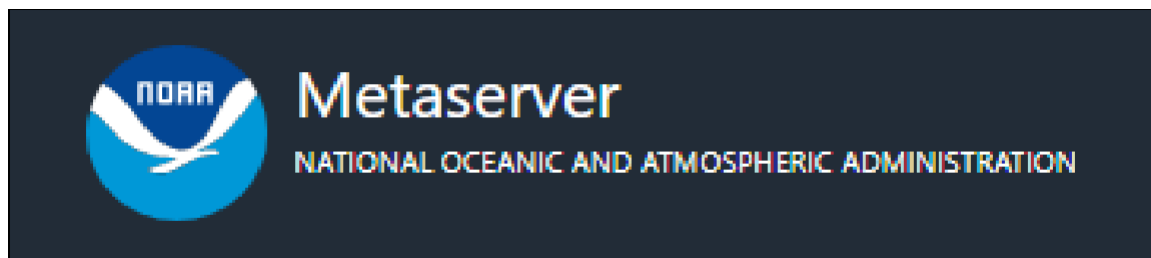 NOAA
Metaserver
NATIONAL OCEANIC AND ATMOSPHERIC ADMINISTRATION